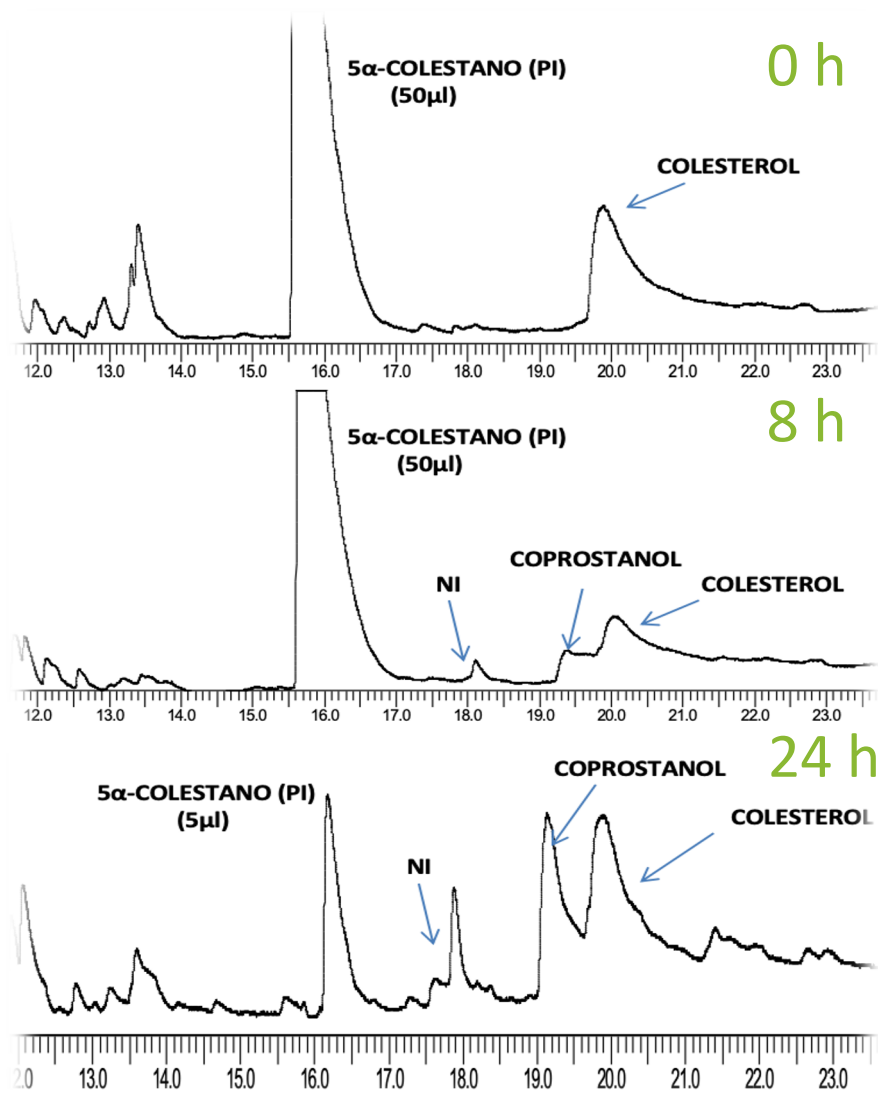 0 h
5α-COLESTANO (PI)
(50µl)
COLESTEROL
12.0 13.0 14.0 15.0 16.0 17.0 18.0 19.0 20.0 21.0 22.0 23.0
8 h
5α-COLESTANO (PI)
(50µl)
COPROSTANOL
NI
COLESTEROL
12.0 13.0 14.0 15.0 16.0 17.0 18.0 19.0 20.0 21.0 22.0 23.0
24 h
COPROSTANOL
5α-COLESTANO (PI)
(5µl)
COLESTEROL
NI
2.0 13.0 14.0 15.0 16.0 17.0 18.0 19.0 20.0 21.0 22.0 23.0